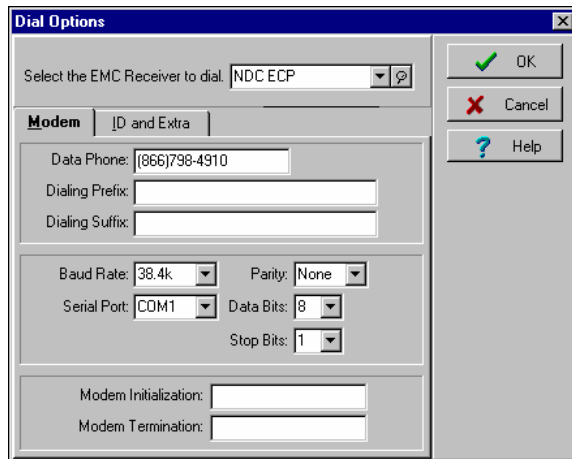 Dial Options
Select the EMC Receiver to dial. NDC ECP
OK
Cancel
Help
Modem
ID and Extra
Data Phone: (866)798-4910
Dialing Prefix:
Dialing Suffix:
Baud Rate: 38.4k Parity: None
Serial Port: COM1 Data Bits: 8
Stop Bits: 1
Modem Initialization:
Modem Termination: